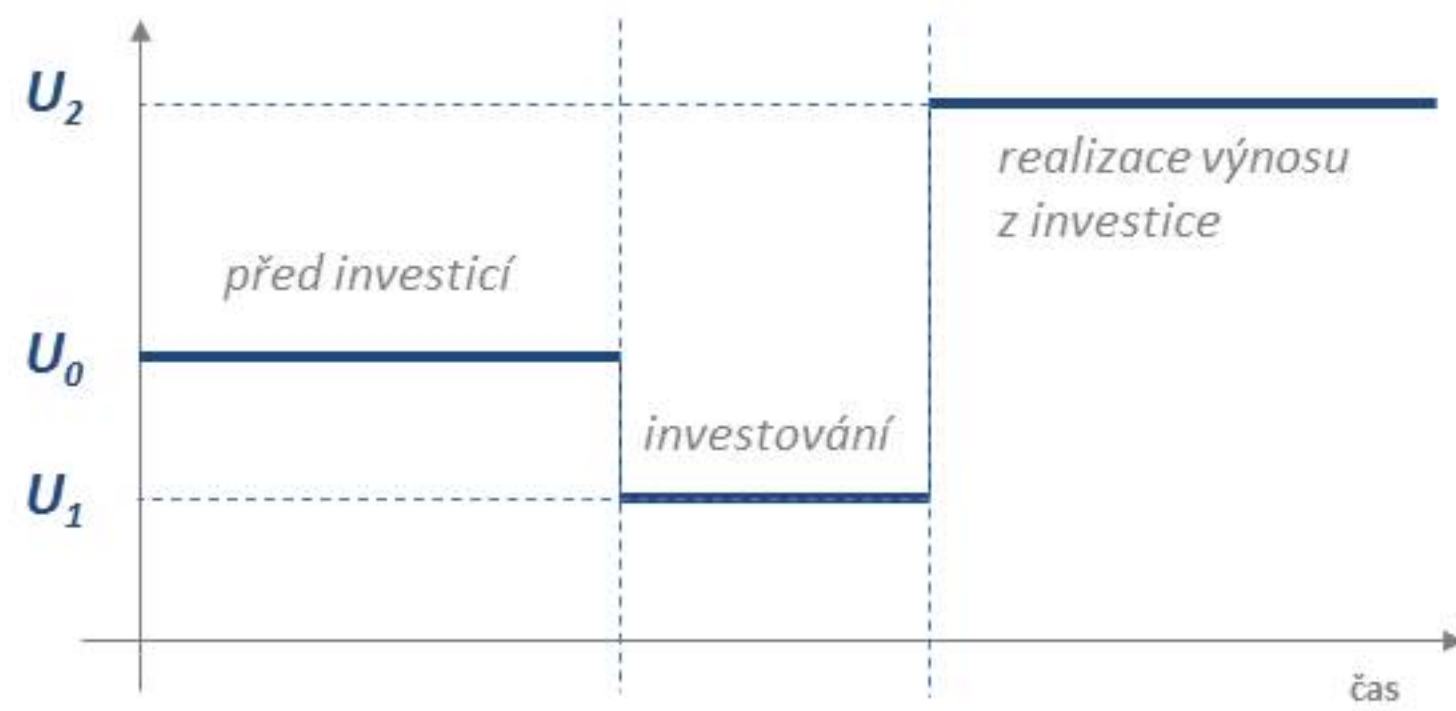 U₂
realizace výnosu
z investice
před investicí
U₀
investování
U₁
čas